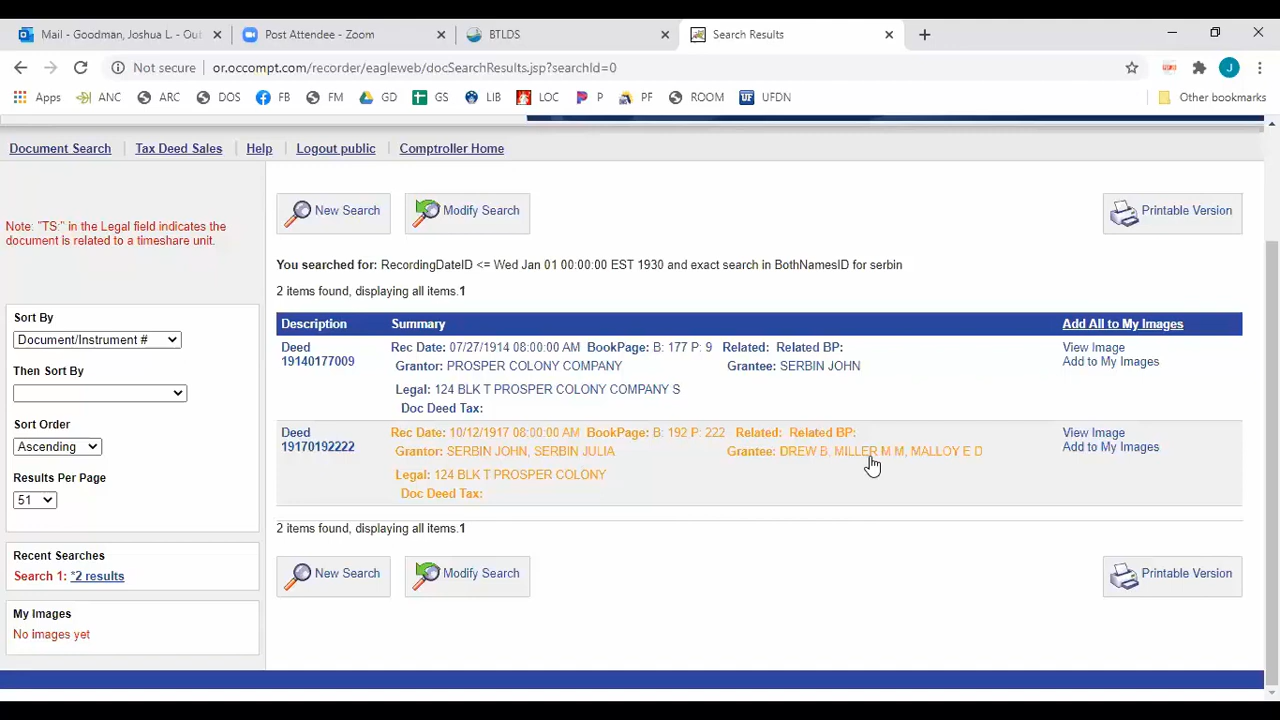 Mail - Goodman, Joshua L. - Ou
Post Attendee - Zoom
BTLDS
Search Results
Not secure
or.occompt.com/recorder/eagleweb/docSearchResults.jsp?searchId=0
J
Apps
ANC
ARC
DOS
FB
FM
GD
GS
LIB
LOC
P
PF
ROOM
UFDN
Other bookmarks
Document Search
Tax Deed Sales
Help
Logout public
Comptroller Home
Note: "TS:" in the Legal field indicates the
document is related to a timeshare unit.
Sort By
Document/Instrument #
Then Sort By
Sort Order
Ascending
Results Per Page
51
Recent Searches
Search 1: *2 results
My Images
No images yet
New Search
Modify Search
Printable Version
You searched for: RecordingDateID <= Wed Jan 01 00:00:00 EST 1930 and exact search in BothNamesID for serbin
2 items found, displaying all items.1
Description Summary Add All to My Images
Deed Rec Date: 07/27/1914 08:00:00 AM BookPage: B: 177 P: 9 Related: Related BP: View Image
19140177009 Grantor: PROSPER COLONY COMPANY Grantee: SERBIN JOHN Add to My Images
Legal: 124 BLK T PROSPER COLONY COMPANY S
Doc Deed Tax:
Deed Rec Date: 10/12/1917 08:00:00 AM BookPage: B: 192 P: 222 Related: Related BP: View Image
19170192222 Grantor: SERBIN JOHN, SERBIN JULIA Grantee: DREW B, MILLER M M, MALLOY E D Add to My Images
Legal: 124 BLK T PROSPER COLONY
Doc Deed Tax:
2 items found, displaying all items.1
New Search
Modify Search
Printable Version